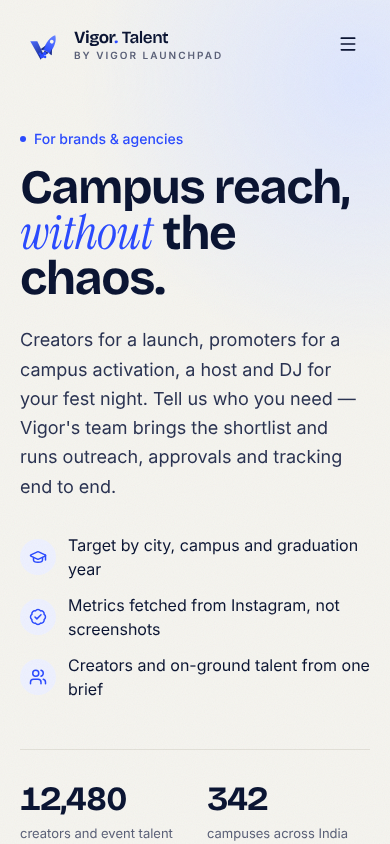 Vigor. Talent
BY VIGOR LAUNCHPAD
For brands & agencies
Campus reach,
without the
chaos.
Creators for a launch, promoters for a
campus activation, a host and DJ for
your fest night. Tell us who you need —
Vigor's team brings the shortlist and
runs outreach, approvals and tracking
end to end.
Target by city, campus and graduation
year
Metrics fetched from Instagram, not
screenshots
Creators and on-ground talent from one
brief
12,480
creators and event talent
342
campuses across India